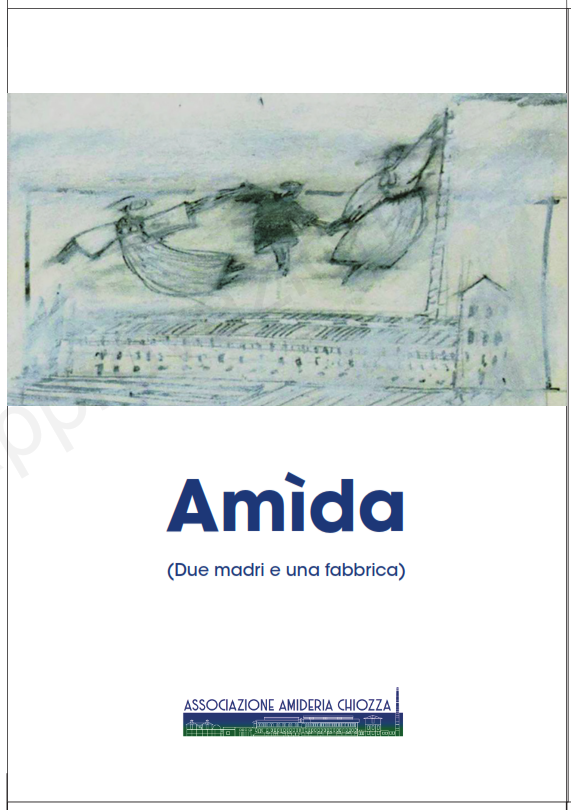 Amìda
(Due madri e una fabbrica)
ASSOCIAZIONE AMIDERIA CHIOZZA